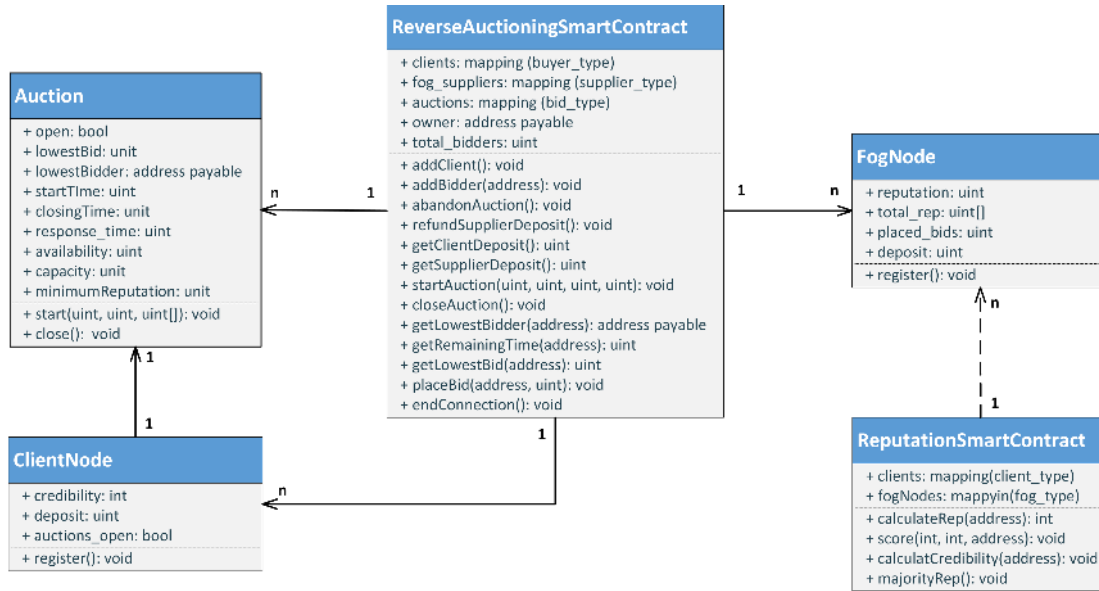 ReverseAuctioningSmartContract
+ clients: mapping (buyer_type)
+ fog_suppliers: mapping (supplier_type)
+ auctions: mapping (bid_type)
+ owner: address payable
+ total_bidders: uint
+ addClient(): void
+ addBidder(address): void
+ abandonAuction(): void
+ refundSupplierDeposit(): void
+ getClientDeposit(): uint
+ getSupplierDeposit(): uint
+ startAuction(uint, uint, uint, uint): void
+ closeAuction(): void
+ getLowestBidder(address): address payable
+ getRemainingTime(address): uint
+ getLowestBid(address): uint
+ placeBid(address, uint): void
+ endConnection(): void
Auction
+ open: bool
+ lowestBid: unit
+ lowestBidder: address payable
+ startTIme: uint
+ closingTime: unit
+ response_time: uint
+ availability: uint
+ capacity: unit
+ minimumReputation: unit
+ start(uint, uint, uint[]): void
+ close(): void
n
1
1
n
FogNode
+ reputation: uint
+ total_rep: uint[]
+ placed_bids: uint
+ deposit: uint
+ register(): void
n
1
1
1
1
n
ClientNode
+ credibility: int
+ deposit: uint
+ auctions_open: bool
+ register(): void
ReputationSmartContract
+ clients: mapping(client_type)
+ fogNodes: mappyin(fog_type)
+ calculateRep(address): int
+ score(int, int, address): void
+ calculatCredibility(address): void
+ majorityRep(): void